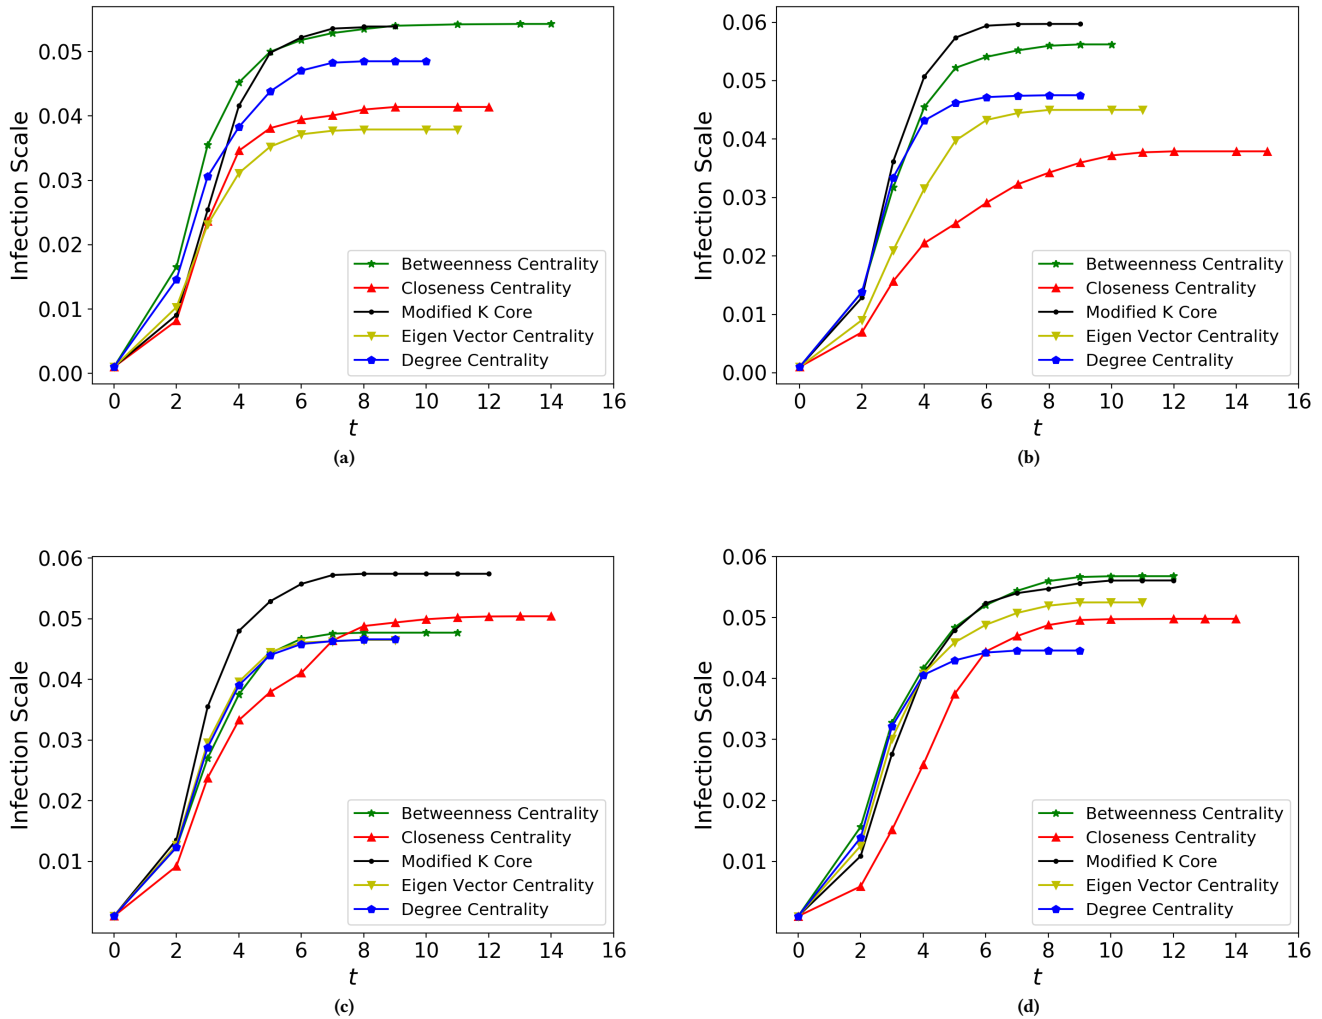 0.05
0.04
0.03
0.02
0.01
0.00
Infection Scale
Betweenness Centrality
Closeness Centrality
Modified K Core
Eigen Vector Centrality
Degree Centrality
0 2 4 6 8 10 12 14 16
t
(a)
0.06
0.05
0.04
0.03
0.02
0.01
0.00
Infection Scale
Betweenness Centrality
Closeness Centrality
Modified K Core
Eigen Vector Centrality
Degree Centrality
0 2 4 6 8 10 12 14 16
t
(b)
0.06
0.05
0.04
0.03
0.02
0.01
Infection Scale
Betweenness Centrality
Closeness Centrality
Modified K Core
Eigen Vector Centrality
Degree Centrality
0 2 4 6 8 10 12 14 16
t
(c)
0.06
0.05
0.04
0.03
0.02
0.01
Infection Scale
Betweenness Centrality
Closeness Centrality
Modified K Core
Eigen Vector Centrality
Degree Centrality
0 2 4 6 8 10 12 14 16
t
(d)